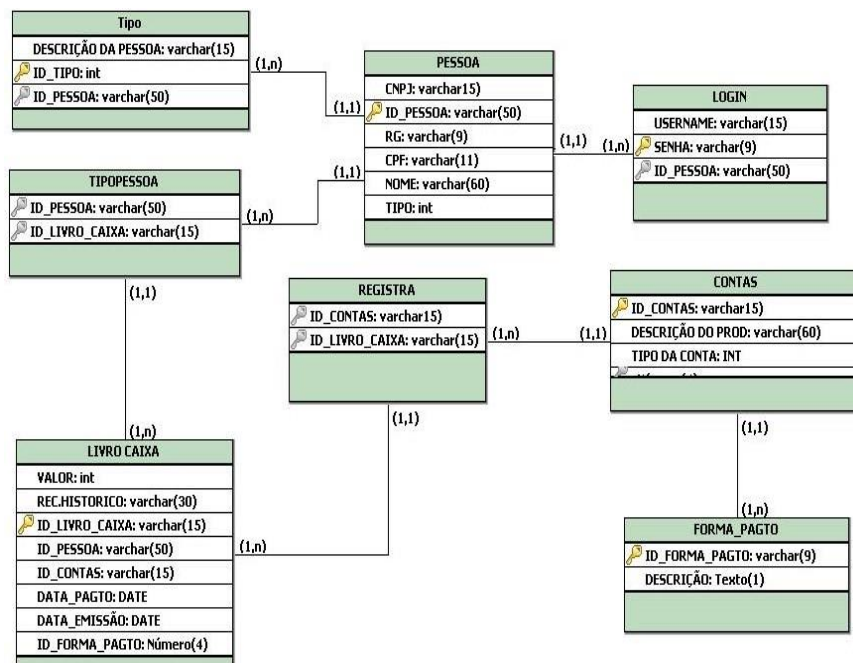 Tipo
DESCRIÇÃO DA PESSOA: varchar(15)
ID_TIPO: int
ID_PESSOA: varchar(50)
(1,n)
(1,1)
PESSOA
CNPJ: varchar15)
ID_PESSOA: varchar(50)
RG: varchar(9)
CPF: varchar(11)
NOME: varchar(60)
TIPO: int
(1,1)
(1,n)
LOGIN
USERNAME: varchar(15)
SENHA: varchar(9)
ID_PESSOA: varchar(50)
TIPOPESSOA
ID_PESSOA: varchar(50)
ID_LIVRO_CAIXA: varchar(15)
(1,n)
(1,1)
(1,1)
(1,n)
REGISTRA
ID_CONTAS: varchar15)
ID_LIVRO_CAIXA: varchar(15)
(1,n)
(1,1)
CONTAS
ID_CONTAS: varchar15)
DESCRIÇÃO DO PROD: varchar(60)
TIPO DA CONTA: INT
(1,1)
(1,n)
(1,1)
(1,n)
LIVRO CAIXA
VALOR: int
REC.HISTORICO: varchar(30)
ID_LIVRO_CAIXA: varchar(15)
ID_PESSOA: varchar(50)
ID_CONTAS: varchar(15)
DATA_PAGTO: DATE
DATA_EMISSÃO: DATE
ID_FORMA_PAGTO: Número(4)
FORMA_PAGTO
ID_FORMA_PAGTO: varchar(9)
DESCRIÇÃO: Texto(1)